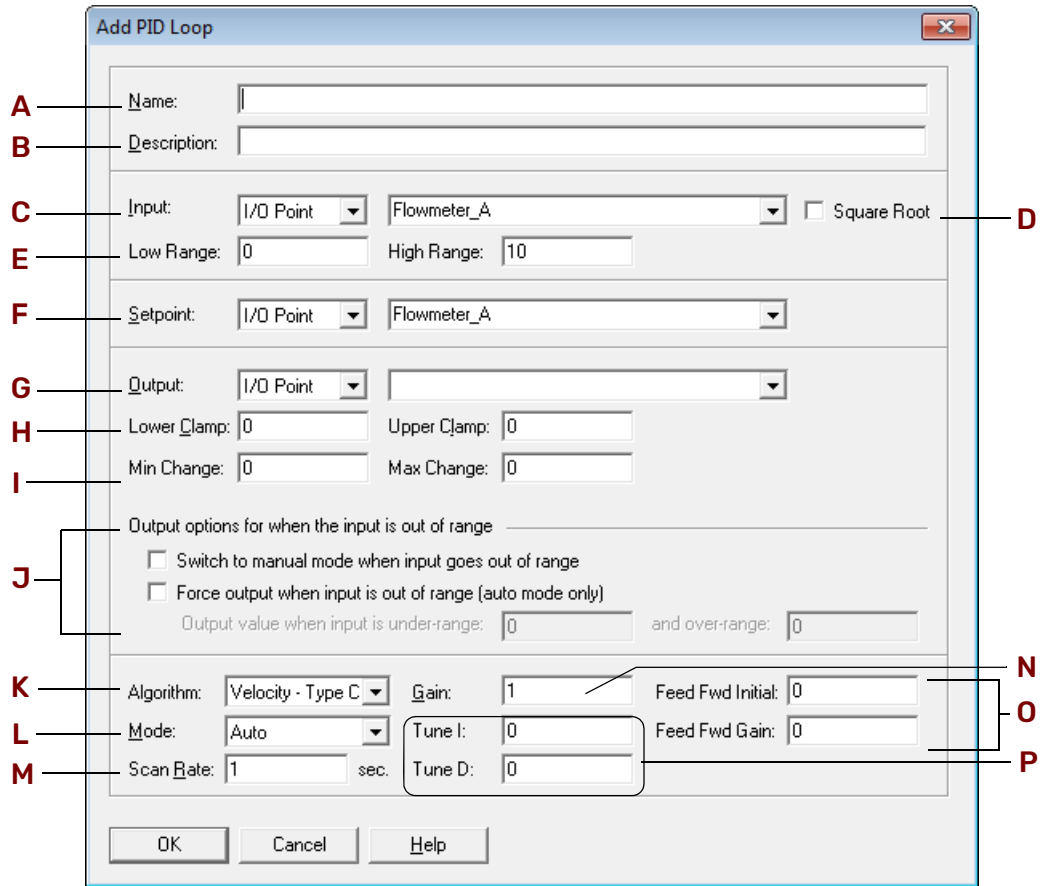 Add PID Loop
A Name:
B Description:
C Input: I/O Point Flowmeter_A Square Root D
E Low Range: 0 High Range: 10
F Setpoint: I/O Point Flowmeter_A
G Output: I/O Point
H Lower Clamp: 0 Upper Clamp: 0
I Min Change: 0 Max Change: 0
Output options for when the input is out of range
J
Switch to manual mode when input goes out of range
Force output when input is out of range (auto mode only)
Output value when input is under-range: 0 and over-range: 0
K Algorithm: Velocity - Type C Gain: 1 N Feed Fwd Initial: 0 O
L Mode: Auto Tune I: 0 Feed Fwd Gain: 0
M Scan Rate: 1 sec. Tune D: 0 P
OK Cancel Help